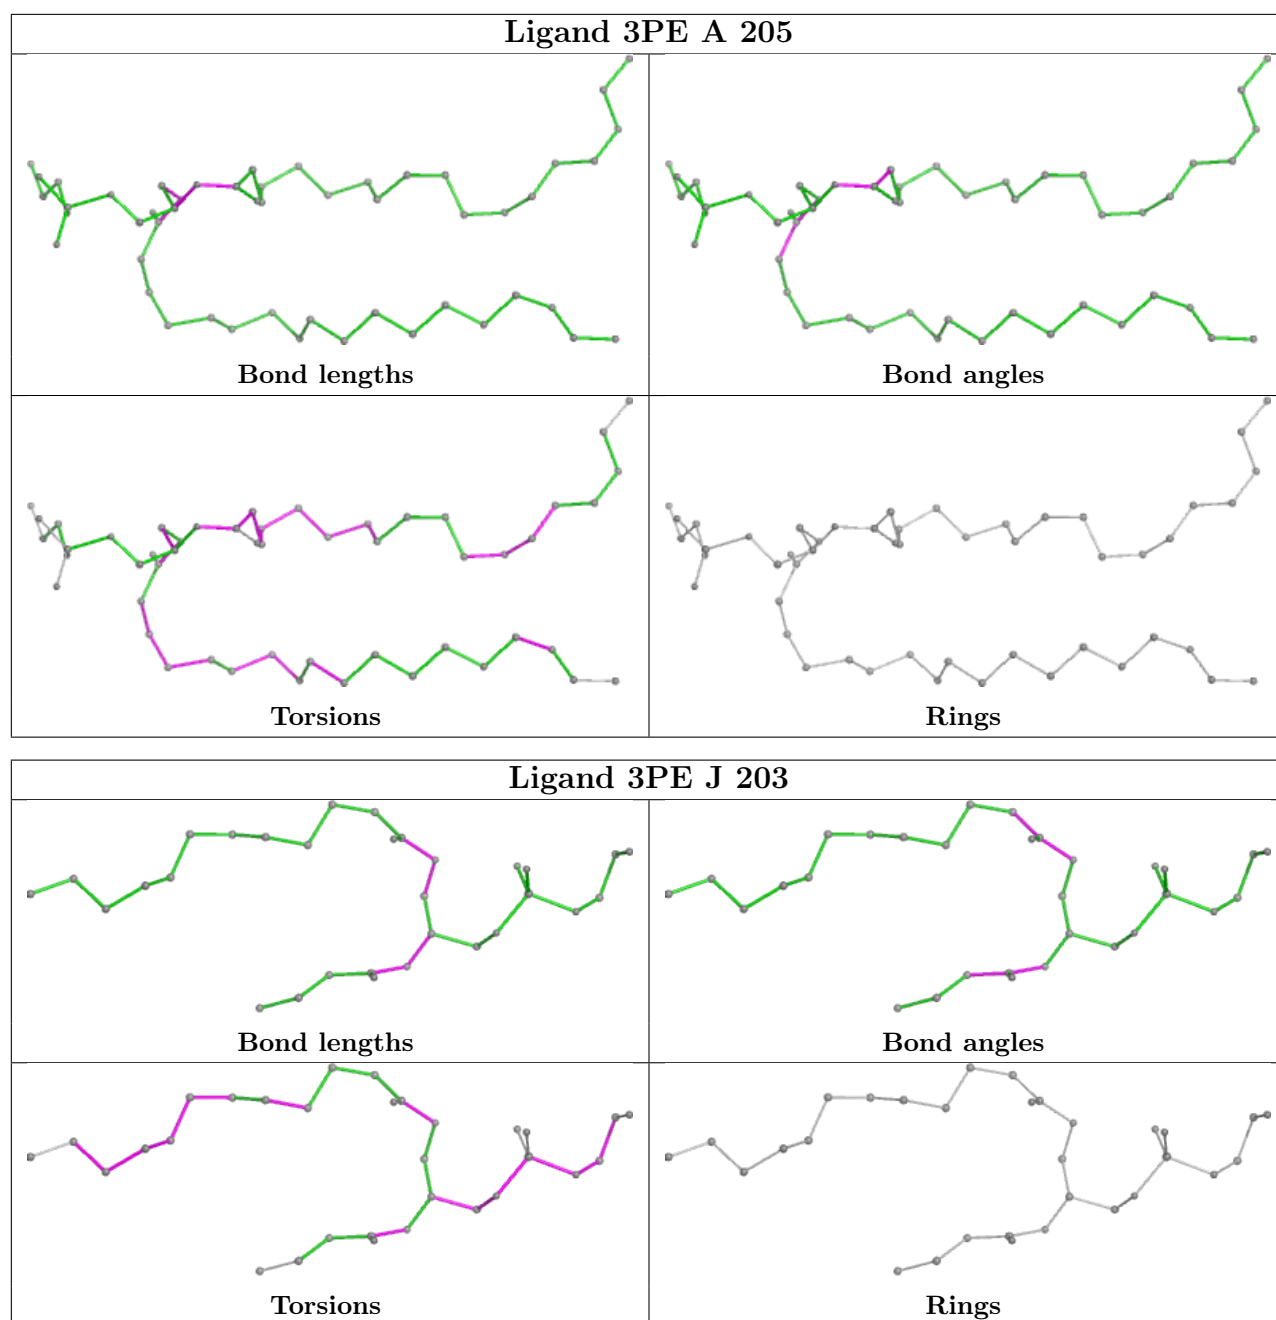 Ligand 3PE A 205
Bond lengths
Bond angles
Torsions
Rings
Ligand 3PE J 203
Bond lengths
Bond angles
Torsions
Rings